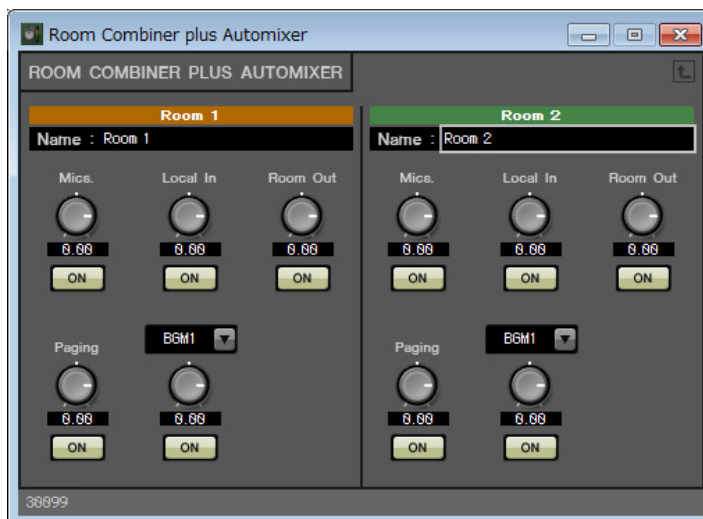 Room Combiner plus Automixer
ROOM COMBINER PLUS AUTOMIXER
Room 1
Name : Room 1
Mics. Local In Room Out
0.00 0.00 0.00
ON ON ON
Paging BGM1
0.00 0.00
ON ON
Room 2
Name : Room 2
Mics. Local In Room Out
0.00 0.00 0.00
ON ON ON
Paging BGM1
0.00 0.00
ON ON
30099